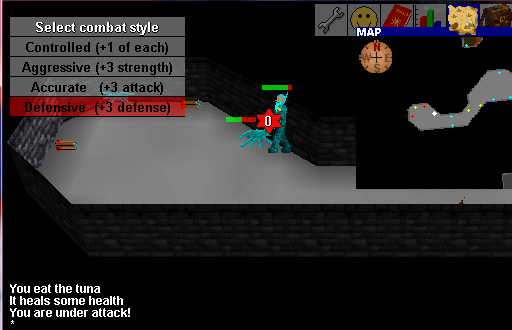 Select combat style
Controlled (+1 of each)
Aggressive (+3 strength)
Accurate (+3 attack)
Defensive (+3 defense)
MAP
N
W E
S
0
You eat the tuna
It heals some health
You are under attack!
*